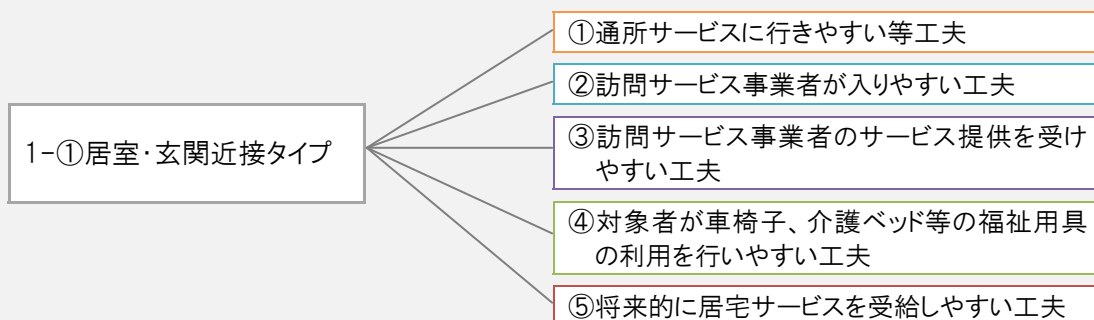 1-①居室・玄関近接タイプ
①通所サービスに行きやすい等工夫
②訪問サービス事業者が入りやすい工夫
③訪問サービス事業者のサービス提供を受け
やすい工夫
④対象者が車椅子、介護ベッド等の福祉用具
の利用を行いやすい工夫
⑤将来的に居宅サービスを受給しやすい工夫